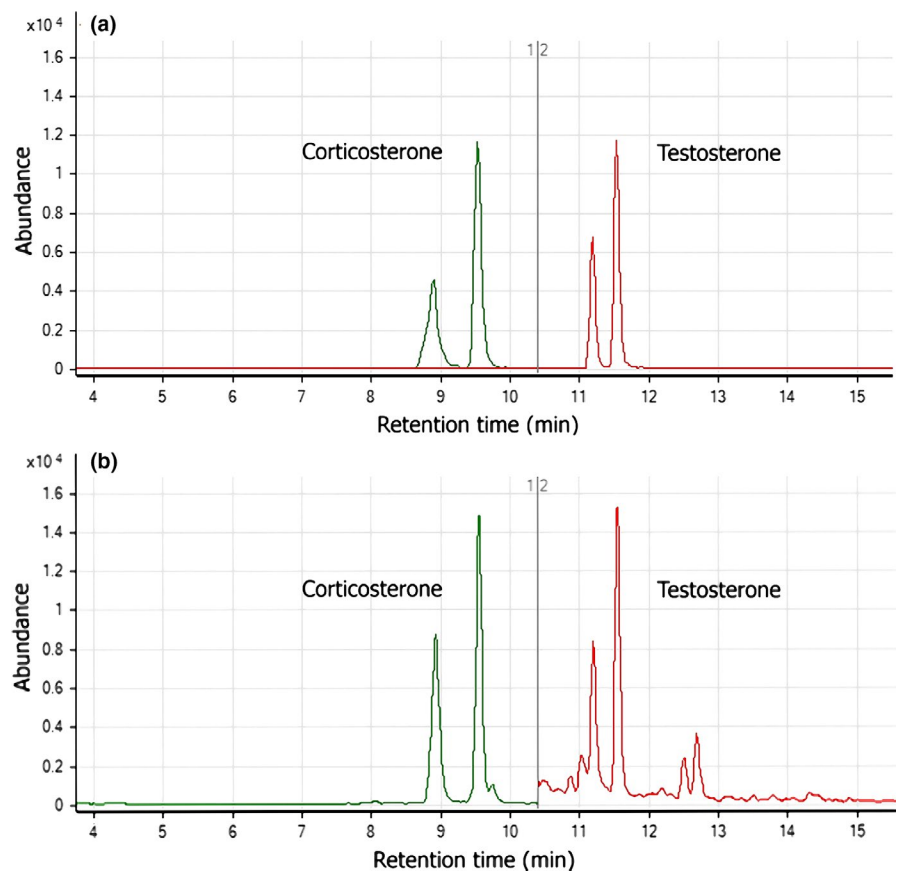 (a)
x10 4
1 2
1.6
1.4
1.2
1
0.8
0.6
0.4
0.2
0
Corticosterone
Testosterone
Abundance
4 5 6 7 8 9 10 11 12 13 14 15
Retention time (min)
(b)
x10 4
1 2
1.6
1.4
1.2
1
0.8
0.6
0.4
0.2
0
Corticosterone
Testosterone
Abundance
4 5 6 7 8 9 10 11 12 13 14 15
Retention time (min)